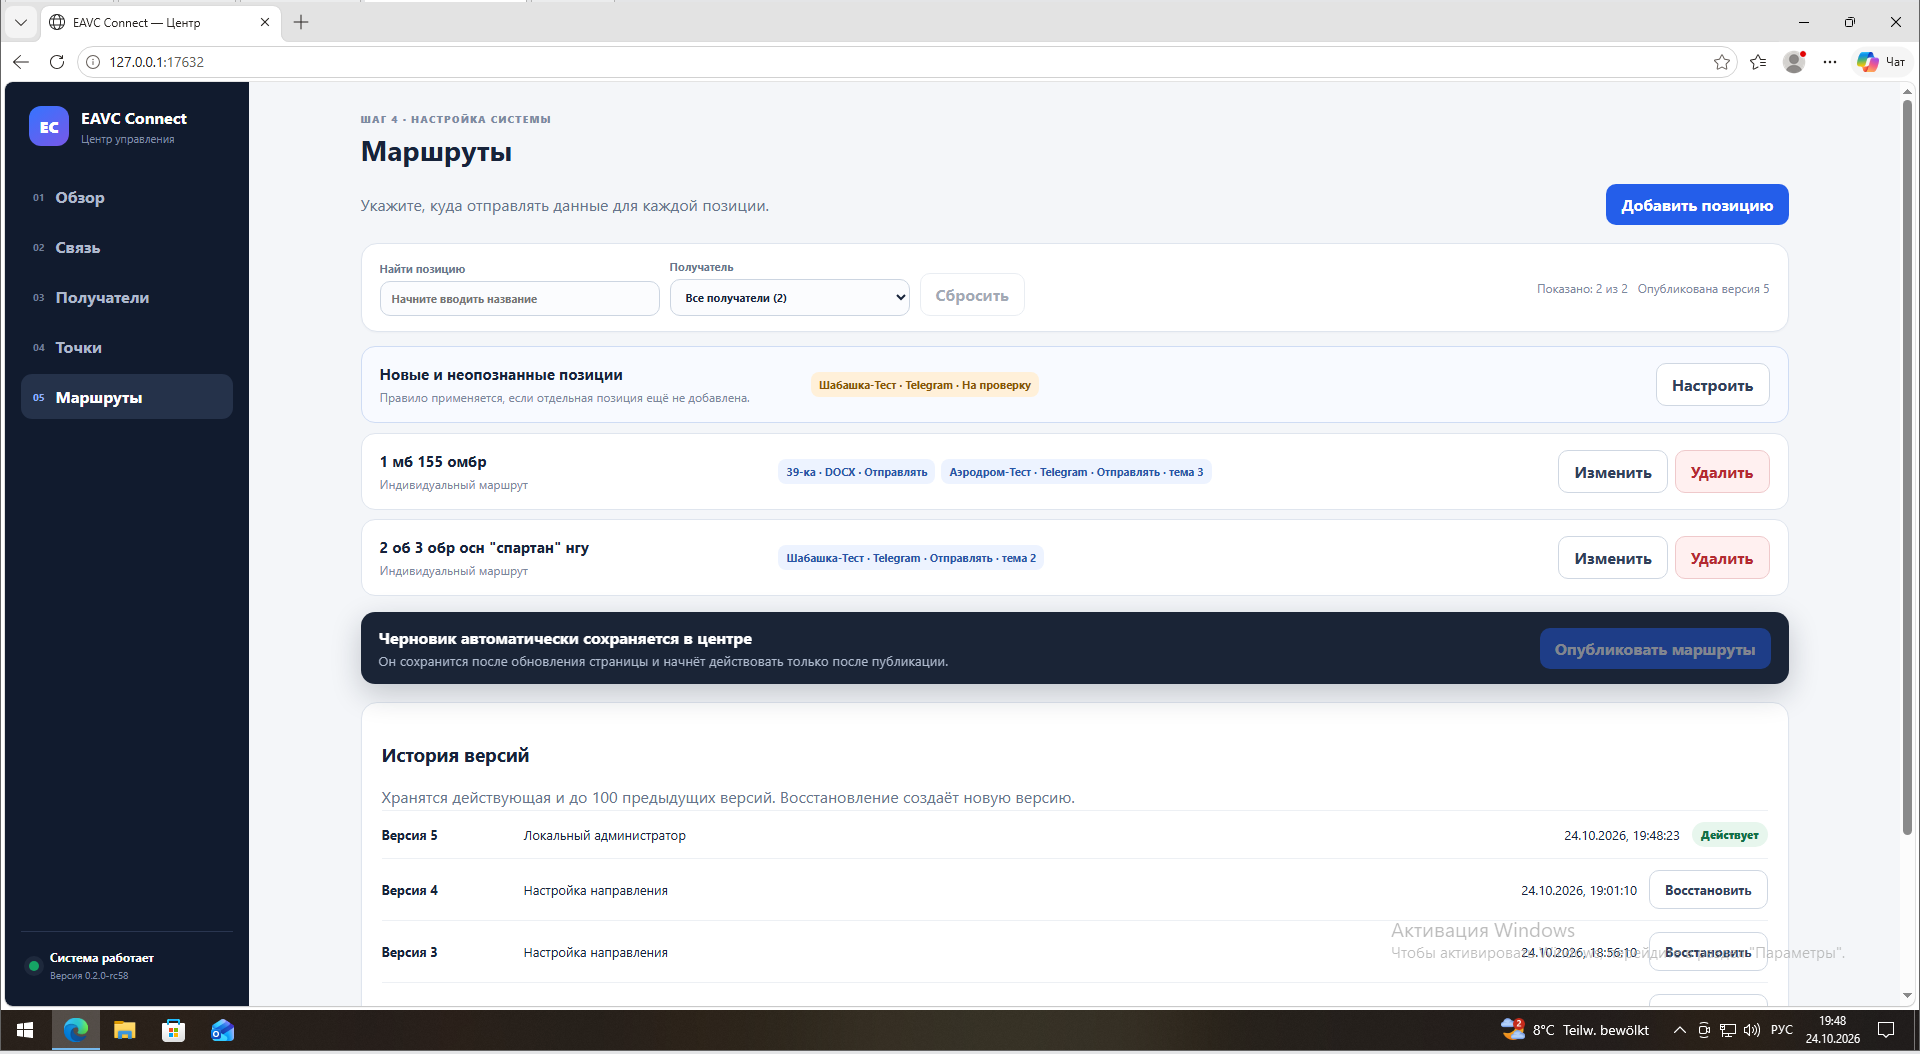 EAVC Connect — Центр
127.0.0.1:17632
Чат
EC
EAVC Connect
Центр управления
01 Обзор
02 Связь
03 Получатели
04 Точки
05 Маршруты
Система работает
Версия 0.2.0-rc58
ШАГ 4 · НАСТРОЙКА СИСТЕМЫ
Маршруты
Укажите, куда отправлять данные для каждой позиции.
Добавить позицию
Найти позицию
Начните вводить название
Получатель
Все получатели (2)
Сбросить
Показано: 2 из 2 Опубликована версия 5
Новые и неопознанные позиции
Правило применяется, если отдельная позиция ещё не добавлена.
Шабашка-Тест · Telegram · На проверку
Настроить
1 мб 155 омбр
Индивидуальный маршрут
39-ка · DOCX · Отправлять
Аэродром-Тест · Telegram · Отправлять · тема 3
Изменить
Удалить
2 об 3 обр осн "спартан" нгу
Индивидуальный маршрут
Шабашка-Тест · Telegram · Отправлять · тема 2
Изменить
Удалить
Черновик автоматически сохраняется в центре
Он сохранится после обновления страницы и начнёт действовать только после публикации.
Опубликовать маршруты
История версий
Хранятся действующая и до 100 предыдущих версий. Восстановление создаёт новую версию.
Версия 5 Локальный администратор 24.10.2026, 19:48:23 Действует
Версия 4 Настройка направления 24.10.2026, 19:01:10 Восстановить
Версия 3 Настройка направления 24.10.2026, 18:56:10 Восстановить
Активация Windows
Чтобы активировать Windows, перейдите в раздел "Параметры".
2
8°C Teilw. bewölkt
РУС
19:48
24.10.2026